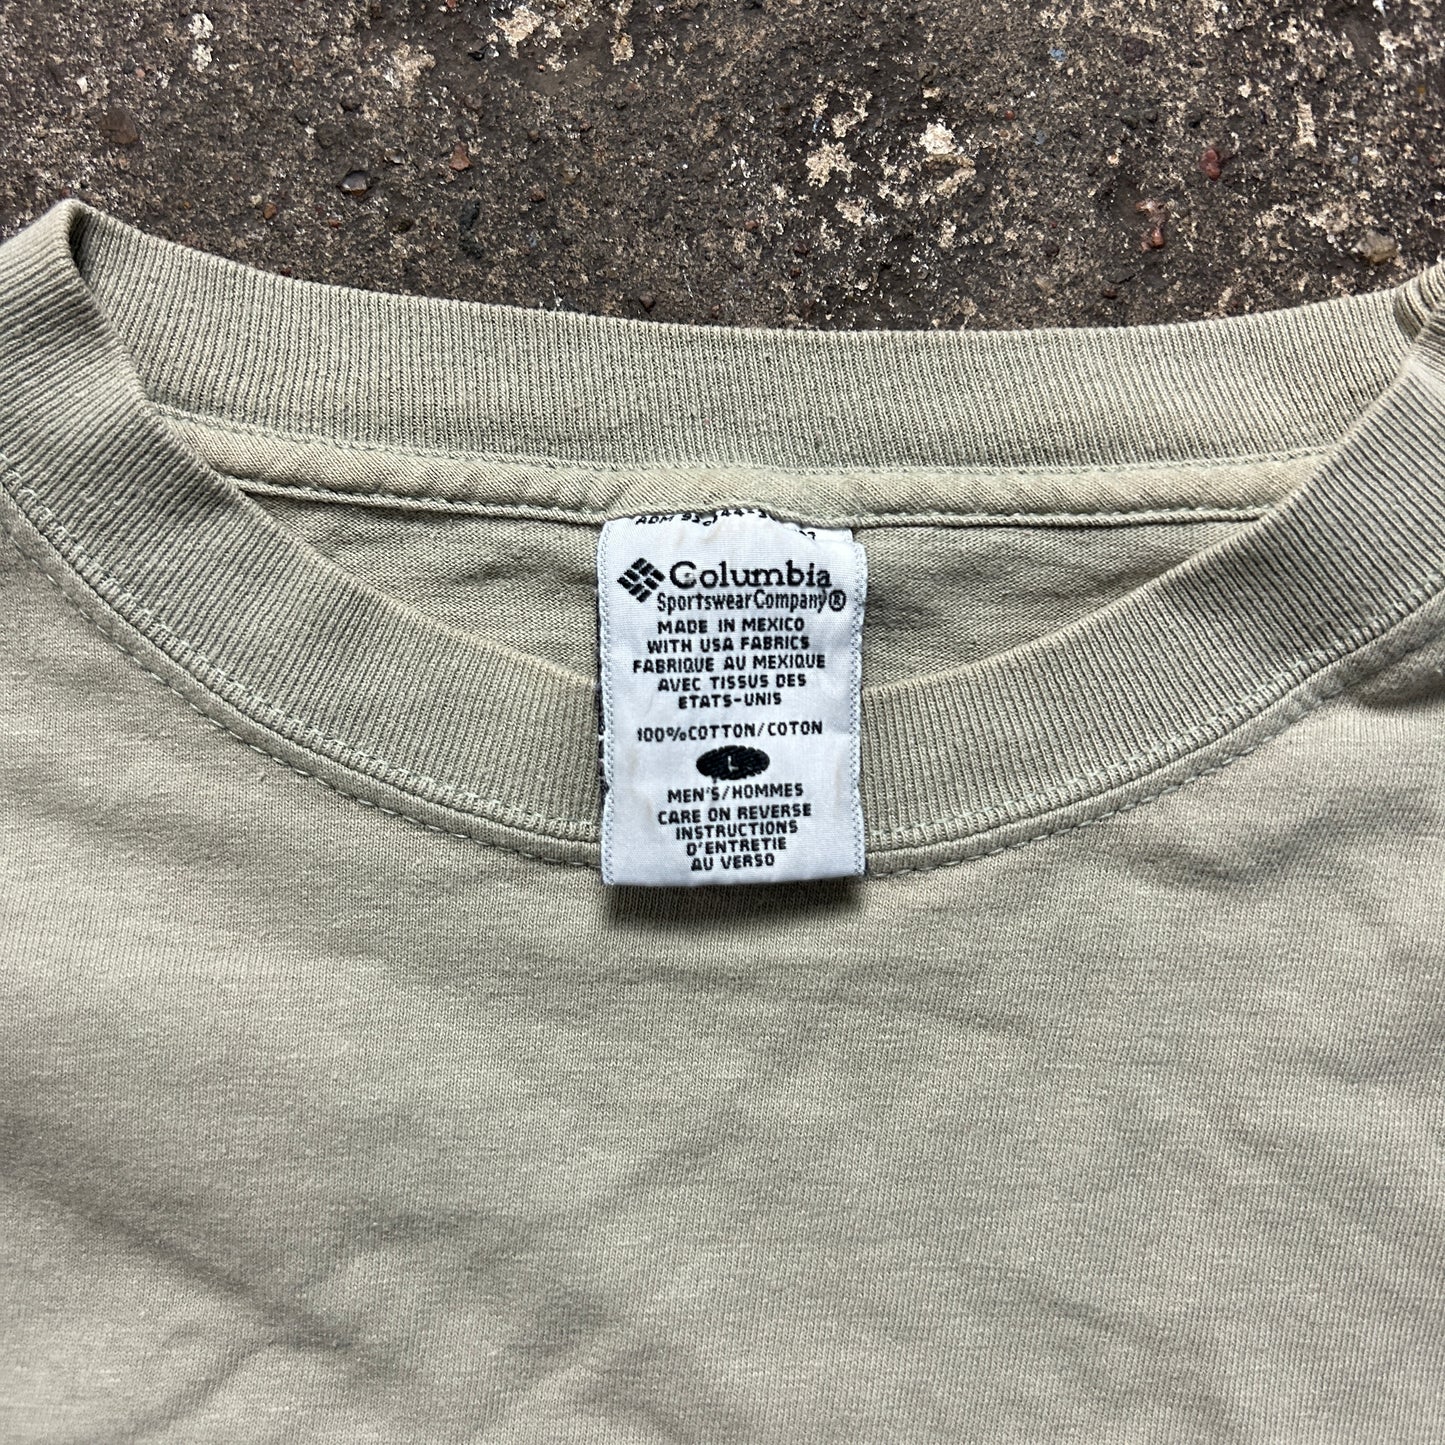 Columbia
Sportswear Company®
MADE IN MEXICO
WITH USA FABRICS
FABRIQUE AU MEXIQUE
AVEC TISSUS DES
ETATS-UNIS
100%COTTON/COTON
L
MEN'S/HOMMES
CARE ON REVERSE
INSTRUCTIONS
D'ENTRETIE
AU VERSO